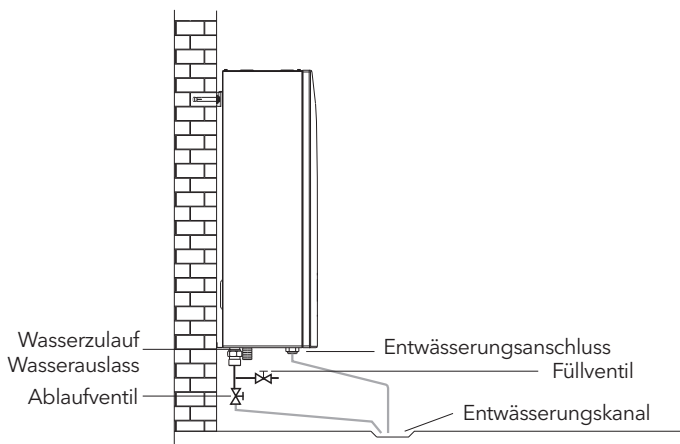 Wasserzulauf
Wasserauslass
Ablaufventil
Entwässerungsanschluss
Füllventil
Entwässerungskanal